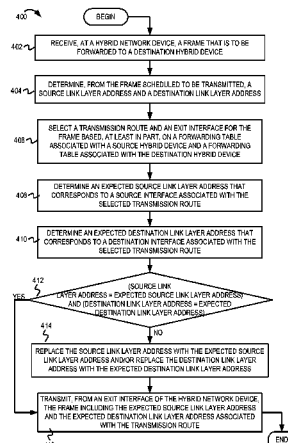 400
BEGIN
402
RECEIVE, AT A HYBRID NETWORK DEVICE, A FRAME THAT IS TO BE
FORWARDED TO A DESTINATION HYBRID DEVICE
404
DETERMINE, FROM THE FRAME SCHEDULED TO BE TRANSMITTED, A
SOURCE LINK LAYER ADDRESS AND A DESTINATION LINK LAYER ADDRESS
408
SELECT A TRANSMISSION ROUTE AND AN EXIT INTERFACE FOR THE
FRAME BASED, AT LEAST IN PART, ON A FORWARDING TABLE
ASSOCIATED WITH A SOURCE HYBRID DEVICE AND A FORWARDING
TABLE ASSOCIATED WITH THE DESTINATION HYBRID DEVICE
409
DETERMINE AN EXPECTED SOURCE LINK LAYER ADDRESS THAT
CORRESPONDS TO A SOURCE INTERFACE ASSOCIATED WITH THE
SELECTED TRANSMISSION ROUTE
410
DETERMINE AN EXPECTED DESTINATION LINK LAYER ADDRESS THAT
CORRESPONDS TO A DESTINATION INTERFACE ASSOCIATED WITH THE
SELECTED TRANSMISSION ROUTE
412
(SOURCE LINK
YES LAYER ADDRESS = EXPECTED SOURCE LINK LAYER ADDRESS)
AND (DESTINATION LINK LAYER ADDRESS = EXPECTED
DESTINATION LINK LAYER ADDRESS)
414
NO
REPLACE THE SOURCE LINK LAYER ADDRESS WITH THE EXPECTED SOURCE
LINK LAYER ADDRESS AND/OR REPLACE THE DESTINATION LINK LAYER
ADDRESS WITH THE EXPECTED DESTINATION LINK LAYER ADDRESS
TRANSMIT, FROM AN EXIT INTERFACE OF THE HYBRID NETWORK DEVICE,
THE FRAME INCLUDING THE EXPECTED SOURCE LINK LAYER ADDRESS
AND THE EXPECTED DESTINATION LINK LAYER ADDRESS ASSOCIATED
WITH THE TRANSMISSION ROUTE
END